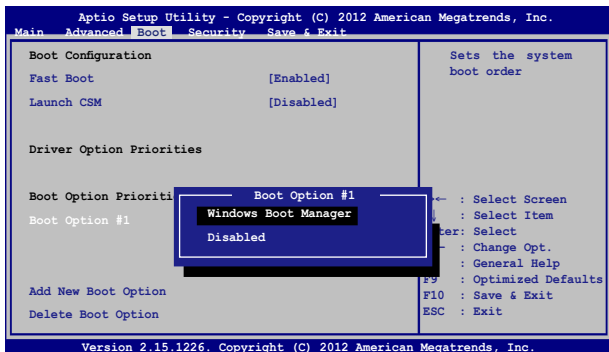 Aptio Setup Utility - Copyright (C) 2012 American Megatrends, Inc.
Main Advanced Boot Security Save & Exit
Boot Configuration
Fast Boot [Enabled]
Launch CSM [Disabled]
Driver Option Priorities
Boot Option Prioriti
Boot Option #1
Add New Boot Option
Delete Boot Option
Boot Option #1
Windows Boot Manager
Disabled
Sets the system
boot order
←: Select Screen
: Select Item
ter: Select
: Change Opt.
: General Help
F9 : Optimized Defaults
F10 : Save & Exit
ESC : Exit
Version 2.15.1226. Copyright (C) 2012 American Megatrends, Inc.